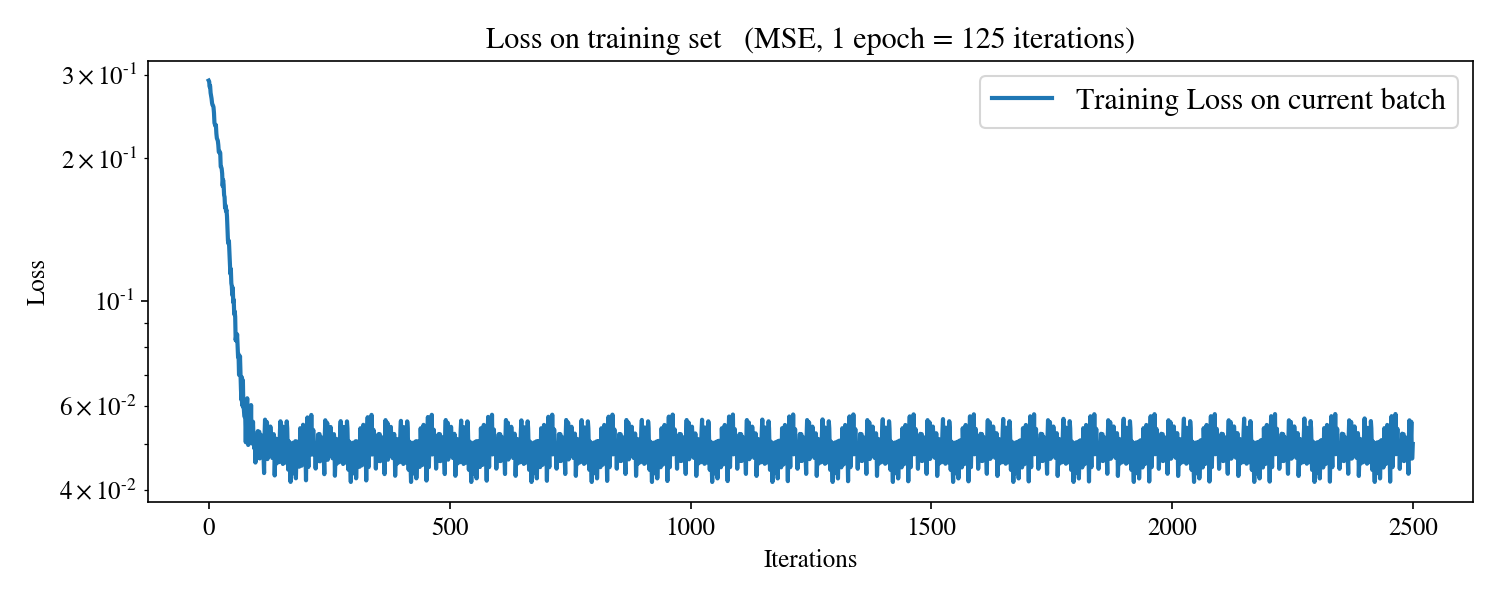 Loss on training set (MSE, 1 epoch = 125 iterations)
Training Loss on current batch
Loss
3×10⁻¹
2×10⁻¹
10⁻¹
6×10⁻²
4×10⁻²
0 500 1000 1500 2000 2500
Iterations